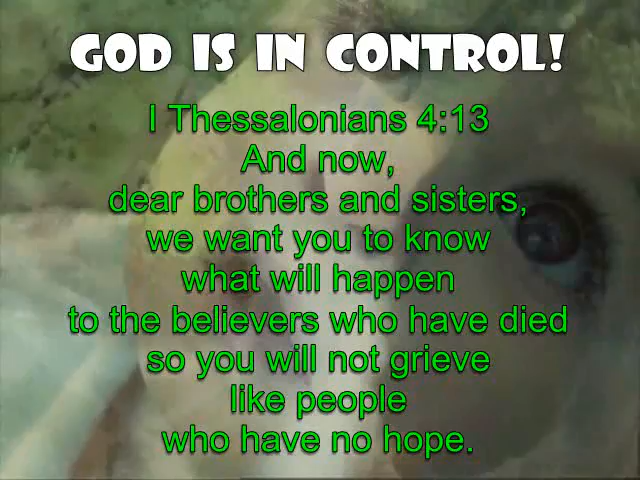 GOD IS IN CONTROL!
I Thessalonians 4:13
And now,
dear brothers and sisters,
we want you to know
what will happen
to the believers who have died
so you will not grieve
like people
who have no hope.